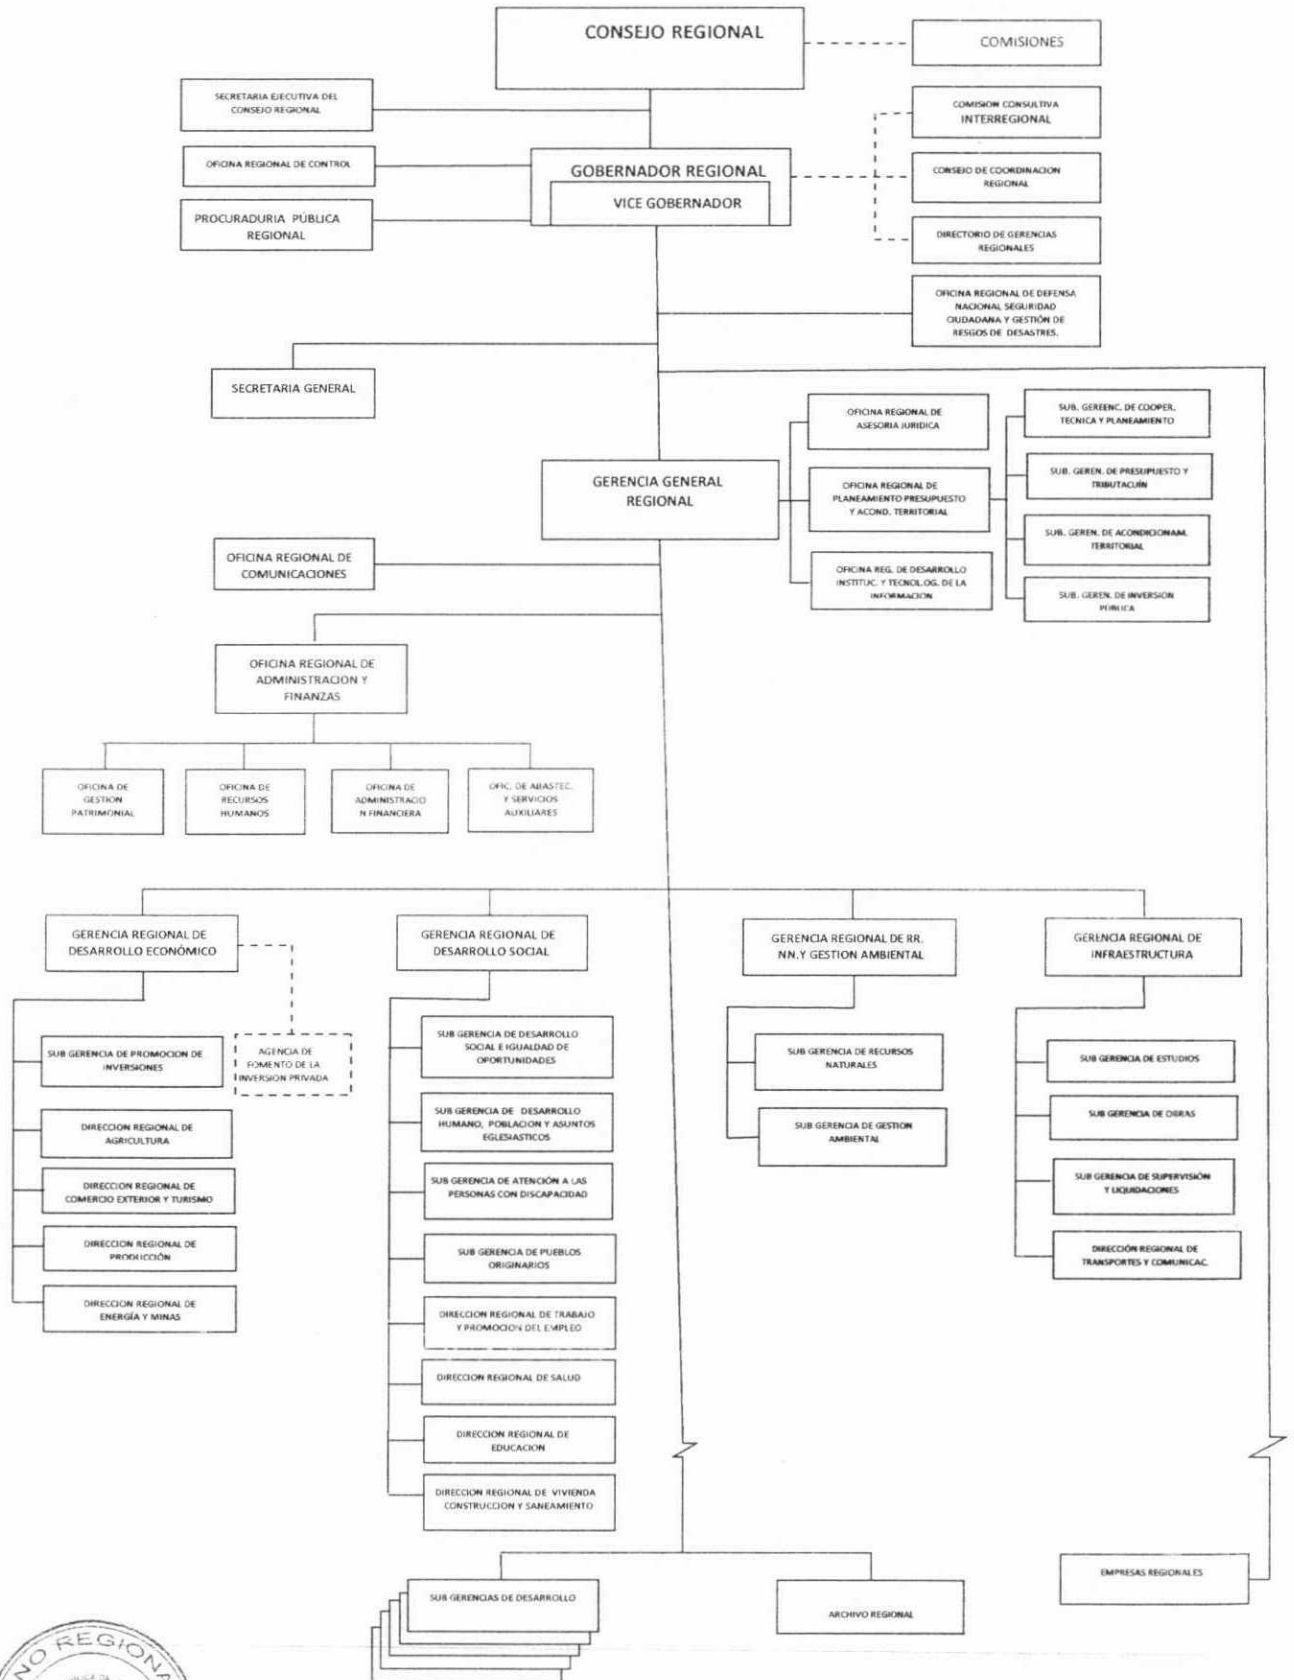 CONSEJO REGIONAL
COMISIONES
SECRETARIA EJECUTIVA DEL
CONSEJO REGIONAL
COMISION CONSULTIVA
INTERREGIONAL
OFICINA REGIONAL DE CONTROL
GOBERNADOR REGIONAL
VICE GOBERNADOR
CONSEJO DE COORDINACION
REGIONAL
PROCURADURIA PÚBLICA
REGIONAL
DIRECTORIO DE GERENCIAS
REGIONALES
OFICINA REGIONAL DE DEFENSA
NACIONAL SEGURIDAD
CIUDADANA Y GESTIÓN DE
RESGOS DE DESASTRES.
SECRETARIA GENERAL
OFICINA REGIONAL DE
ASESORIA JURIDICA
SUB. GEREENC. DE COOPER.
TECNICA Y PLANEAMIENTO
GERENCIA GENERAL
REGIONAL
OFICINA REGIONAL DE
PLANEAMIENTO PRESUPUESTO
Y ACOND. TERRITORIAL
SUB. GEREN. DE PRESUPUESTO Y
TRIBUTACUÍN
SUB. GEREN. DE ACONDICIONAM.
TERRITORIAL
OFICINA REGIONAL DE
COMUNICACIONES
OFICINA REG. DE DESARROLLO
INSTITUC. Y TECNOL.OG. DE LA
INFORMACION
SUB. GEREN. DE INVERSION
PÚBLICA
OFICINA REGIONAL DE
ADMINISTRACION Y
FINANZAS
OFICINA DE
GESTION
PATRIMONIAL
OFICINA DE
RECURSOS
HUMANOS
OFICINA DE
ADMINISTRACIO
N FINANCIERA
OFIC. DE ABASTEC.
Y SERVICIOS
AUXILIARES
GERENCIA REGIONAL DE
DESARROLLO ECONÓMICO
GERENCIA REGIONAL DE
DESARROLLO SOCIAL
GERENCIA REGIONAL DE RR.
NN.Y GESTION AMBIENTAL
GERENCIA REGIONAL DE
INFRAESTRUCTURA
SUB GERENCIA DE PROMOCION DE
INVERSIONES
AGENCIA DE
FOMENTO DE LA
INVERSION PRIVADA
DIRECCION REGIONAL DE
AGRICULTURA
DIRECCION REGIONAL DE
COMERCIO EXTERIOR Y TURISMO
DIRECCION REGIONAL DE
PRODUCCIÓN
DIRECCION REGIONAL DE
ENERGÍA Y MINAS
SUB GERENCIA DE DESARROLLO
SOCIAL E IGUALDAD DE
OPORTUNIDADES
SUB GERENCIA DE DESARROLLO
HUMANO, POBLACION Y ASUNTOS
EGLESIASTICOS
SUB GERENCIA DE ATENCIÓN A LAS
PERSONAS CON DISCAPACIDAD
SUB GERENCIA DE PUEBLOS
ORIGINARIOS
DIRECCION REGIONAL DE TRABAJO
Y PROMOCION DEL EMPLEO
DIRECCION REGIONAL DE SALUD
DIRECCION REGIONAL DE
EDUCACION
DIRECCION REGIONAL DE VIVIENDA
CONSTRUCCION Y SANEAMIENTO
SUB GERENCIA DE RECURSOS
NATURALES
SUB GERENCIA DE GESTION
AMBIENTAL
SUB GERENCIA DE ESTUDIOS
SUB GERENCIA DE OBRAS
SUB GERENCIA DE SUPERVISIÓN
Y LIQUIDACIONES
DIRECCIÓN REGIONAL DE
TRANSPORTES Y COMUNICAC.
SUB GERENCIAS DE DESARROLLO
ARCHIVO REGIONAL
EMPRESAS REGIONALES
NO REGIONA